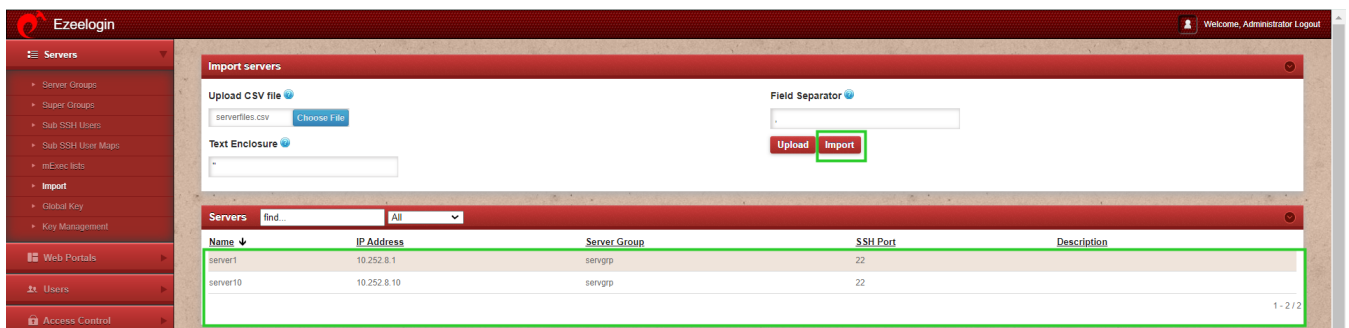 Ezeelogin
Welcome, Administrator Logout
Servers
Server Groups
Super Groups
Sub SSH Users
Sub SSH User Maps
mExec lists
Import
Global Key
Key Management
Web Portals
Users
Access Control
Import servers
Upload CSV file
serverfiles.csv Choose File
Field Separator
,
Text Enclosure
"
Upload Import
Servers find... All
Name IP Address Server Group SSH Port Description
server1 10.252.8.1 servgrp 22
server10 10.252.8.10 servgrp 22
1 - 2 / 2